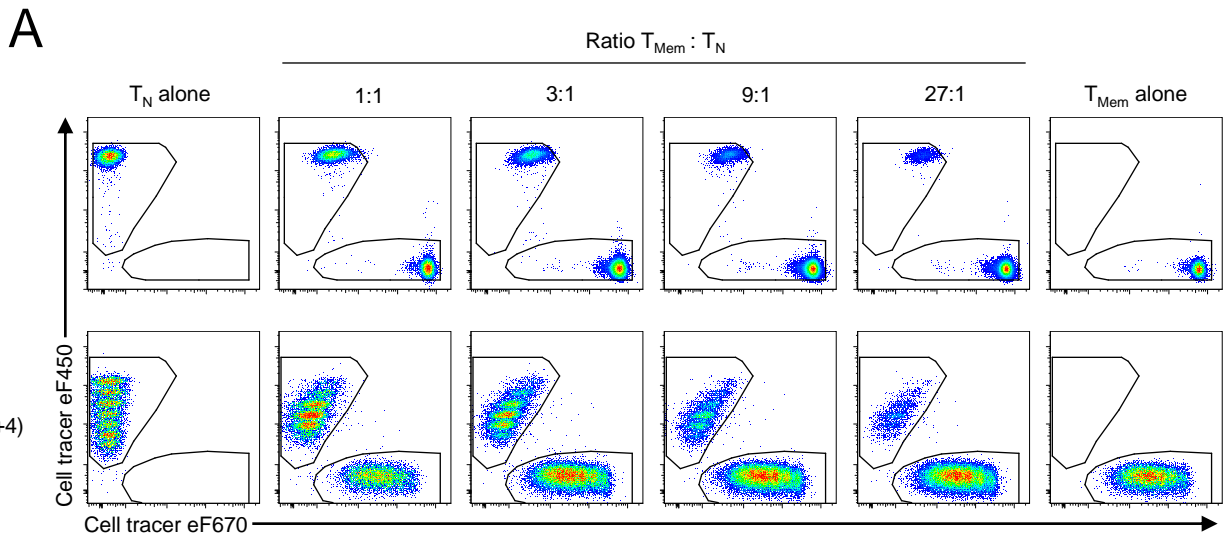 A
Ratio T_Mem : T_N
T_N alone 1:1 3:1 9:1 27:1 T_Mem alone
Cell tracer eF450
+4)
Cell tracer eF670